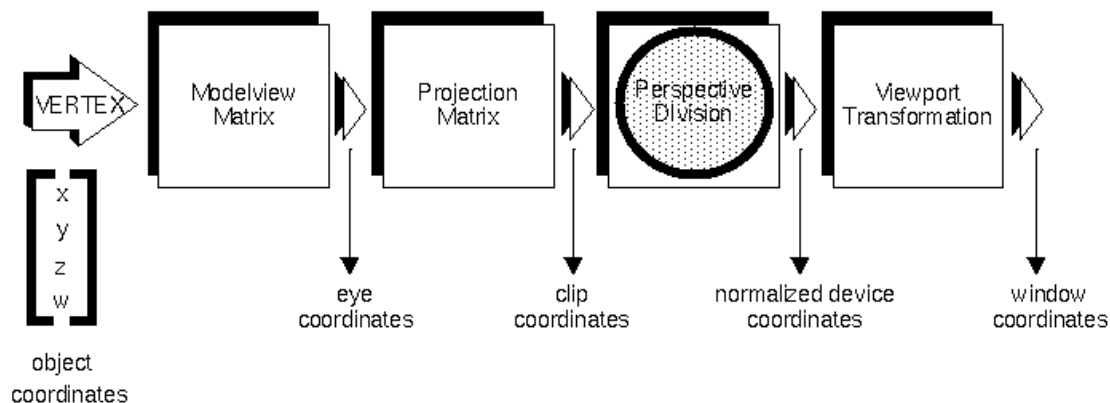 VERTEX
Modelview
Matrix
Projection
Matrix
Perspective
DIvision
Viewport
Transformation
x
y
z
w
object
coordinates
eye
coordinates
clip
coordinates
normalized device
coordinates
window
coordinates